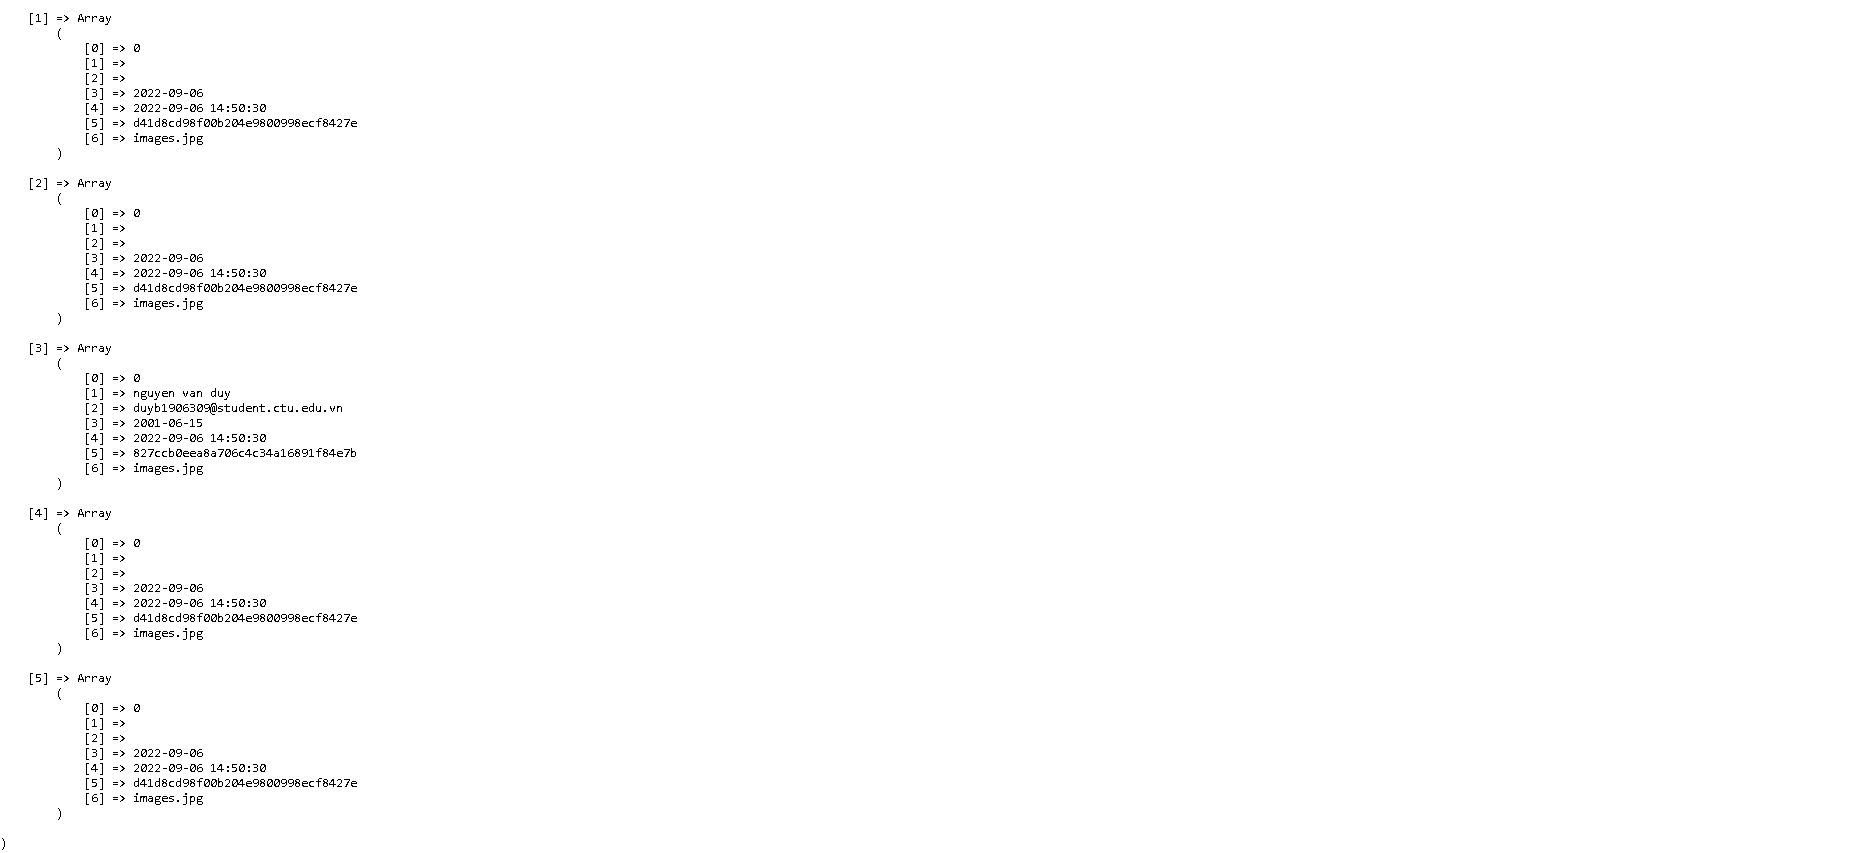 [1] => Array
(
[0] => 0
[1] =>
[2] =>
[3] => 2022-09-06
[4] => 2022-09-06 14:50:30
[5] => d41d8cd98f00b204e9800998ecf8427e
[6] => images.jpg
)
[2] => Array
(
[0] => 0
[1] =>
[2] =>
[3] => 2022-09-06
[4] => 2022-09-06 14:50:30
[5] => d41d8cd98f00b204e9800998ecf8427e
[6] => images.jpg
)
[3] => Array
(
[0] => 0
[1] => nguyen van duy
[2] => duyb1906309@student.ctu.edu.vn
[3] => 2001-06-15
[4] => 2022-09-06 14:50:30
[5] => 827ccb0eea8a706c4c34a16891f84e7b
[6] => images.jpg
)
[4] => Array
(
[0] => 0
[1] =>
[2] =>
[3] => 2022-09-06
[4] => 2022-09-06 14:50:30
[5] => d41d8cd98f00b204e9800998ecf8427e
[6] => images.jpg
)
[5] => Array
(
[0] => 0
[1] =>
[2] =>
[3] => 2022-09-06
[4] => 2022-09-06 14:50:30
[5] => d41d8cd98f00b204e9800998ecf8427e
[6] => images.jpg
)
)